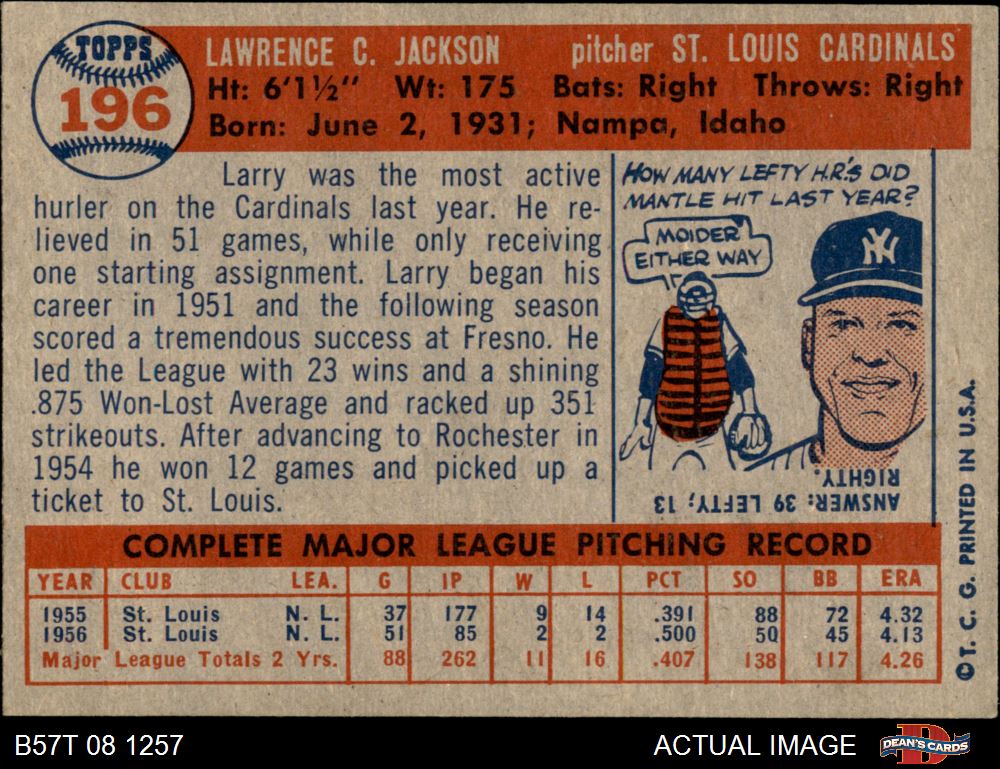 TOPPS
196
LAWRENCE C. JACKSON pitcher ST. LOUIS CARDINALS
Ht: 6'1½" Wt: 175 Bats: Right Throws: Right
Born: June 2, 1931; Nampa, Idaho
Larry was the most active
hurler on the Cardinals last year. He re-
lieved in 51 games, while only receiving
one starting assignment. Larry began his
career in 1951 and the following season
scored a tremendous success at Fresno. He
led the League with 23 wins and a shining
.875 Won-Lost Average and racked up 351
strikeouts. After advancing to Rochester in
1954 he won 12 games and picked up a
ticket to St. Louis.
HOW MANY LEFTY H.R.'S DID
MANTLE HIT LAST YEAR?
MOIDER
EITHER WAY
NY
ANSWER: 39 LEFTY; 13
RIGHTY.
©T. C. G. PRINTED IN U.S.A.
COMPLETE MAJOR LEAGUE PITCHING RECORD
YEAR CLUB LEA. G IP W L PCT SO BB ERA
1955 St. Louis N. L. 37 177 9 14 .391 88 72 4.32
1956 St. Louis N. L. 51 85 2 2 .500 50 45 4.13
Major League Totals 2 Yrs. 88 262 11 16 .407 138 117 4.26
B57T 08 1257 ACTUAL IMAGE
D
DEAN'S CARDS